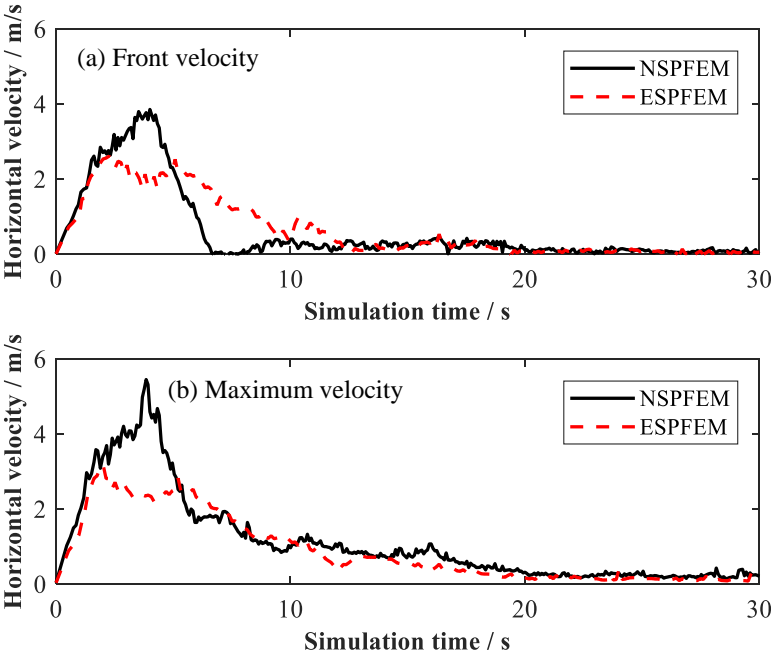 6
4
2
0
Horizontal velocity / m/s
(a) Front velocity
NSPFEM
ESPFEM
0 10 20 30
Simulation time / s
6
4
2
0
Horizontal velocity / m/s
(b) Maximum velocity
NSPFEM
ESPFEM
0 10 20 30
Simulation time / s